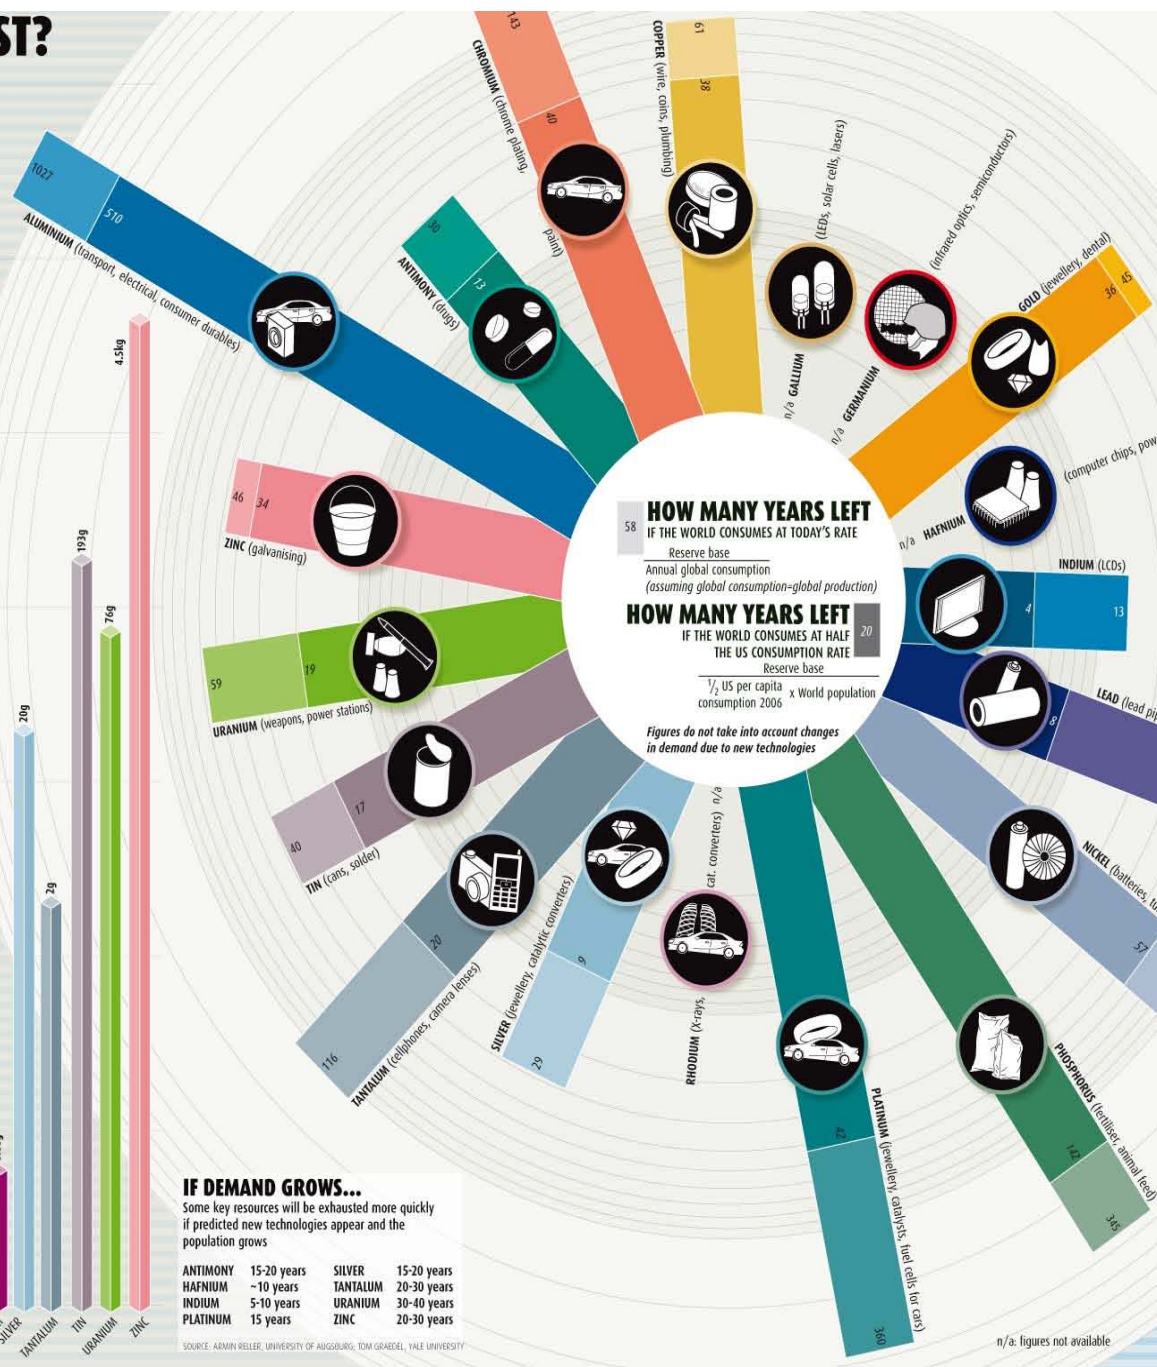 ST?
1027
510
ALUMINIUM (transport, electrical, consumer durables)
30
13
ANTIMONY (drugs)
143
40
CHROMIUM (chrome plating,
paint)
61
38
COPPER (wire, coins, plumbing)
(LEDs, solar cells, lasers)
n/a GALLIUM
(infrared optics, semiconductors)
n/a GERMANIUM
GOLD (jewellery, dental)
36
45
(computer chips, pow
n/a HAFNIUM
INDIUM (LCDs)
4
13
LEAD (lead pip
8
NICKEL (batteries, tu
57
PHOSPHORUS (fertiliser, animal feed)
142
345
PLATINUM (jewellery, catalysts, fuel cells for cars)
42
360
RHODIUM (X-rays,
cat. converters) n/a
SILVER (jewellery, catalytic converters)
9
29
TANTALUM (cellphones, camera lenses)
20
116
TIN (cans, solder)
17
40
URANIUM (weapons, power stations)
19
59
ZINC (galvanising)
34
46
58
HOW MANY YEARS LEFT
IF THE WORLD CONSUMES AT TODAY'S RATE
Reserve base
Annual global consumption
(assuming global consumption=global production)
HOW MANY YEARS LEFT
20
IF THE WORLD CONSUMES AT HALF
THE US CONSUMPTION RATE
Reserve base
1/2 US per capita
consumption 2006
x World population
Figures do not take into account changes
in demand due to new technologies
20g
2g
193g
76g
4.5kg
SILVER
TANTALUM
TIN
URANIUM
ZINC
IF DEMAND GROWS...
Some key resources will be exhausted more quickly
if predicted new technologies appear and the
population grows
ANTIMONY 15-20 years SILVER 15-20 years
HAFNIUM ~10 years TANTALUM 20-30 years
INDIUM 5-10 years URANIUM 30-40 years
PLATINUM 15 years ZINC 20-30 years
SOURCE: ARMIN RELLER, UNIVERSITY OF AUGSBURG; TOM GRAEDEL, YALE UNIVERSITY
n/a: figures not available